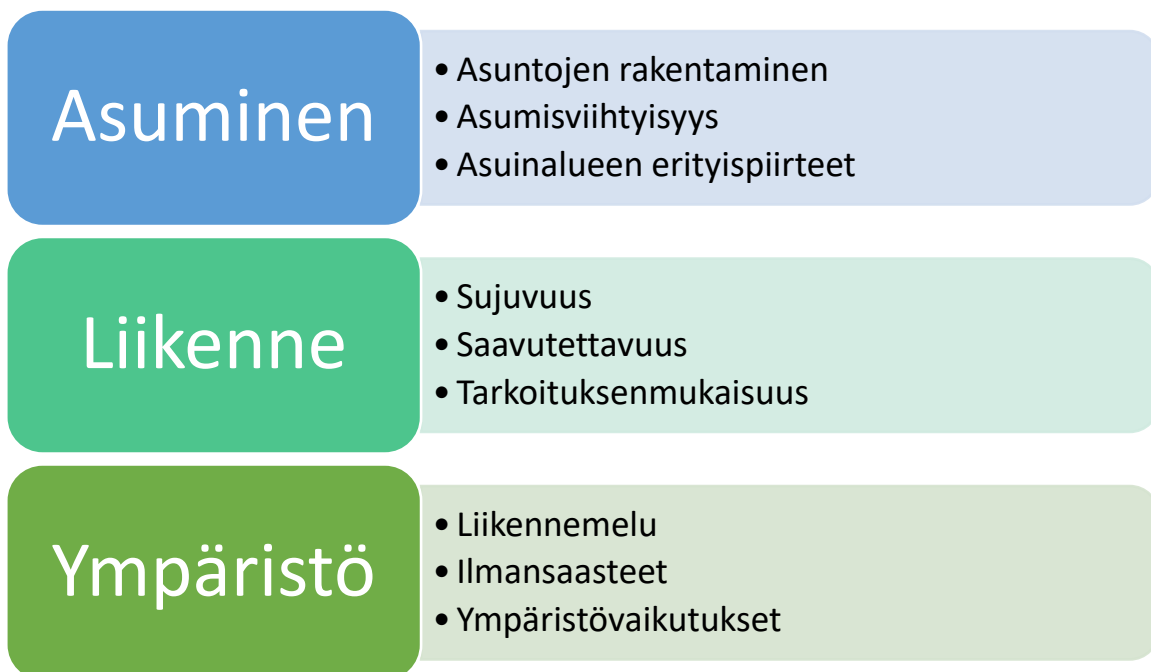 Asuminen
• Asuntojen rakentaminen
• Asumisviihtyisyys
• Asuinalueen erityispiirteet
Liikenne
• Sujuvuus
• Saavutettavuus
• Tarkoituksenmukaisuus
Ympäristö
• Liikennemelu
• Ilmansaasteet
• Ympäristövaikutukset